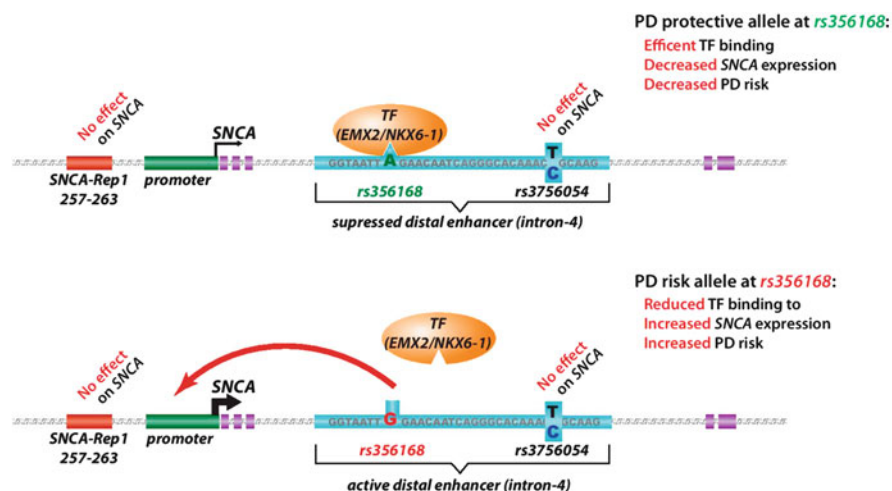 PD protective allele at rs356168:
Efficent TF binding
Decreased SNCA expression
Decreased PD risk
No effect
on SNCA
SNCA
TF
(EMX2/NKX6-1)
No effect
on SNCA
SNCA-Rep1
257-263
promoter
GGTAATT A GAACAATCAGGGCACAAAC T GCAAG
C
rs356168
rs3756054
supressed distal enhancer (intron-4)
PD risk allele at rs356168:
Reduced TF binding to
Increased SNCA expression
Increased PD risk
No effect
on SNCA
SNCA
TF
(EMX2/NKX6-1)
No effect
on SNCA
SNCA-Rep1
257-263
promoter
GGTAATT G GAACAATCAGGGCACAAA T GCAAG
C
rs356168
rs3756054
active distal enhancer (intron-4)